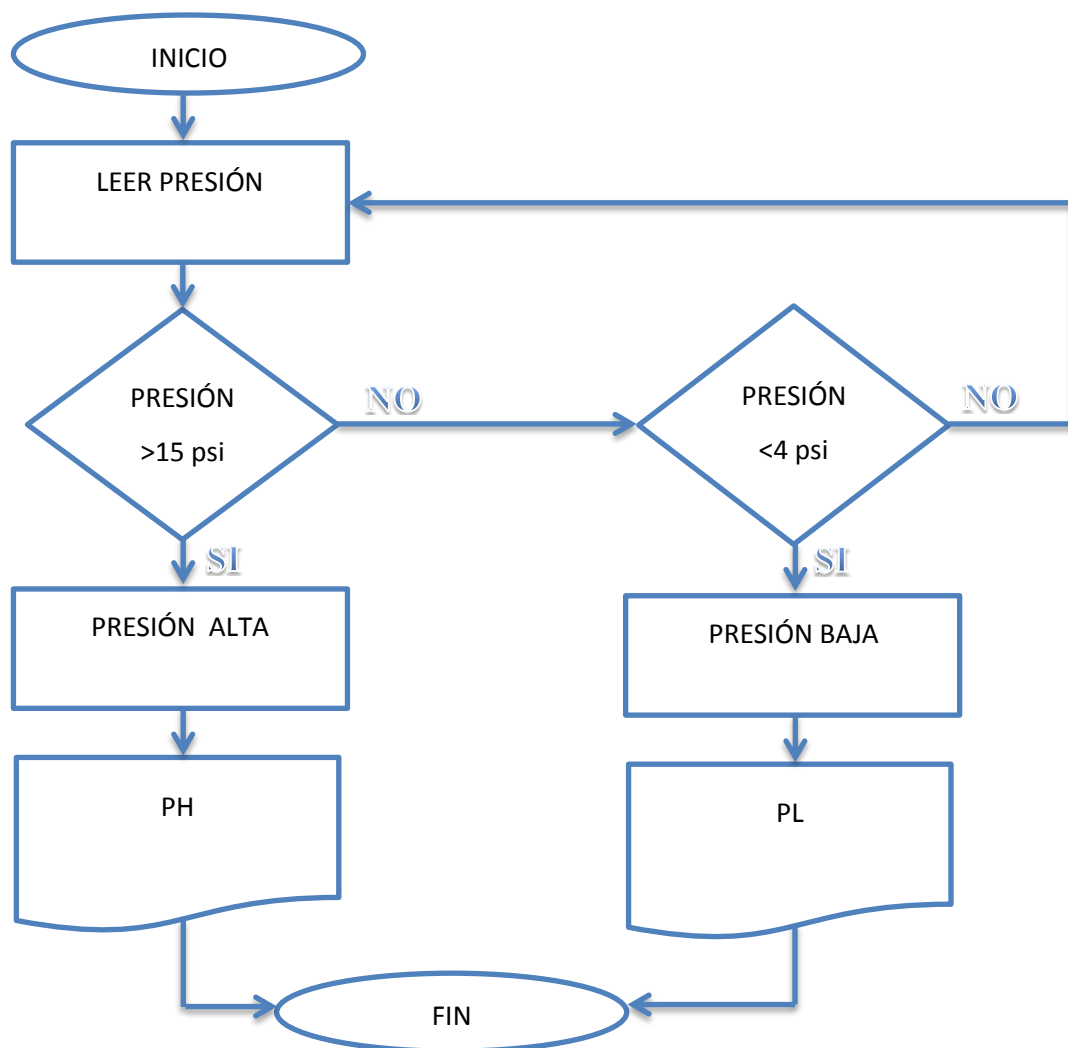 INICIO
LEER PRESIÓN
PRESIÓN
>15 psi
NO
PRESIÓN
<4 psi
NO
SI
SI
PRESIÓN  ALTA
PRESIÓN BAJA
PH
PL
FIN